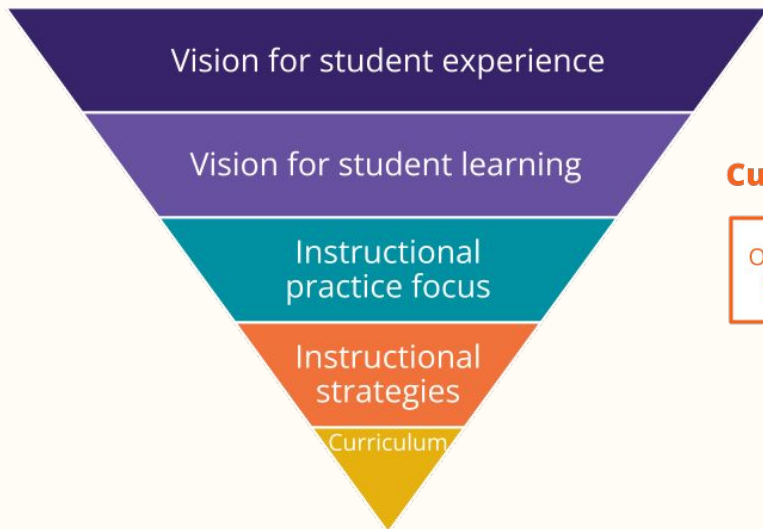 Vision for student experience
Vision for student learning
Instructional
practice focus
Instructional
strategies
Curriculum